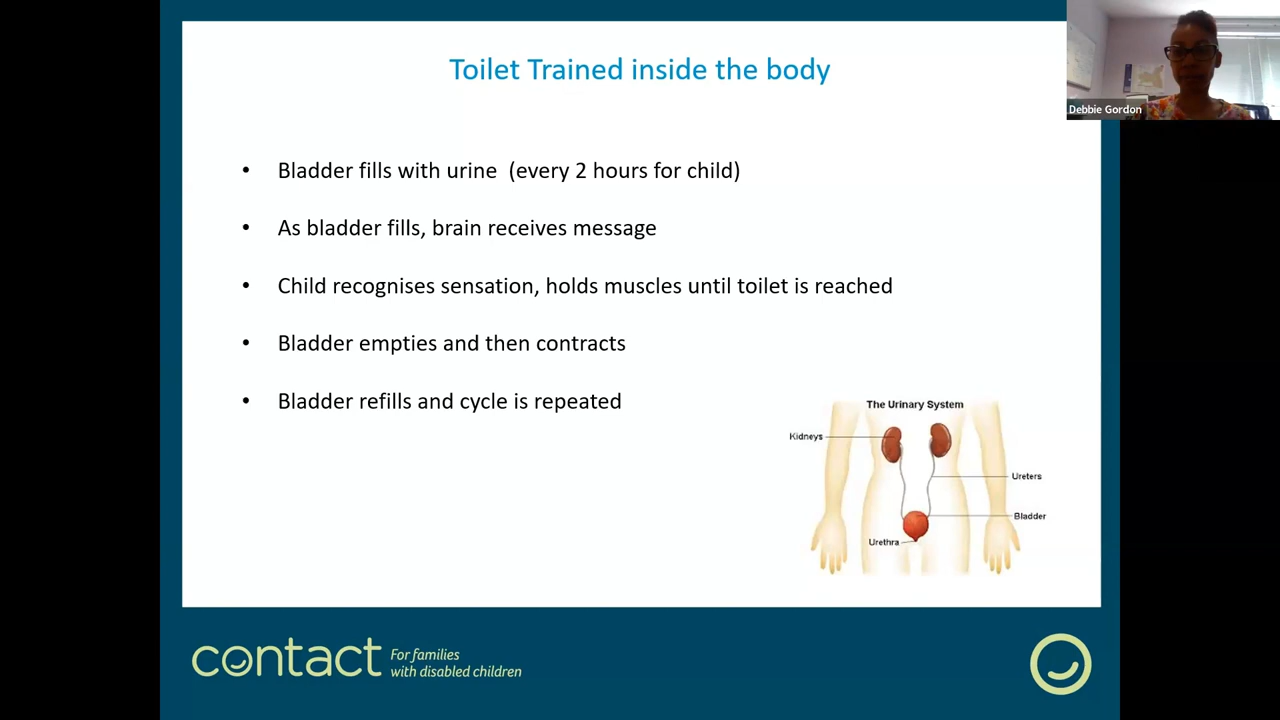 Toilet Trained inside the body
Debbie Gordon
• Bladder fills with urine (every 2 hours for child)
• As bladder fills, brain receives message
• Child recognises sensation, holds muscles until toilet is reached
• Bladder empties and then contracts
• Bladder refills and cycle is repeated
The Urinary System
Kidneys
Ureters
Bladder
Urethra
contact
For families
with disabled children